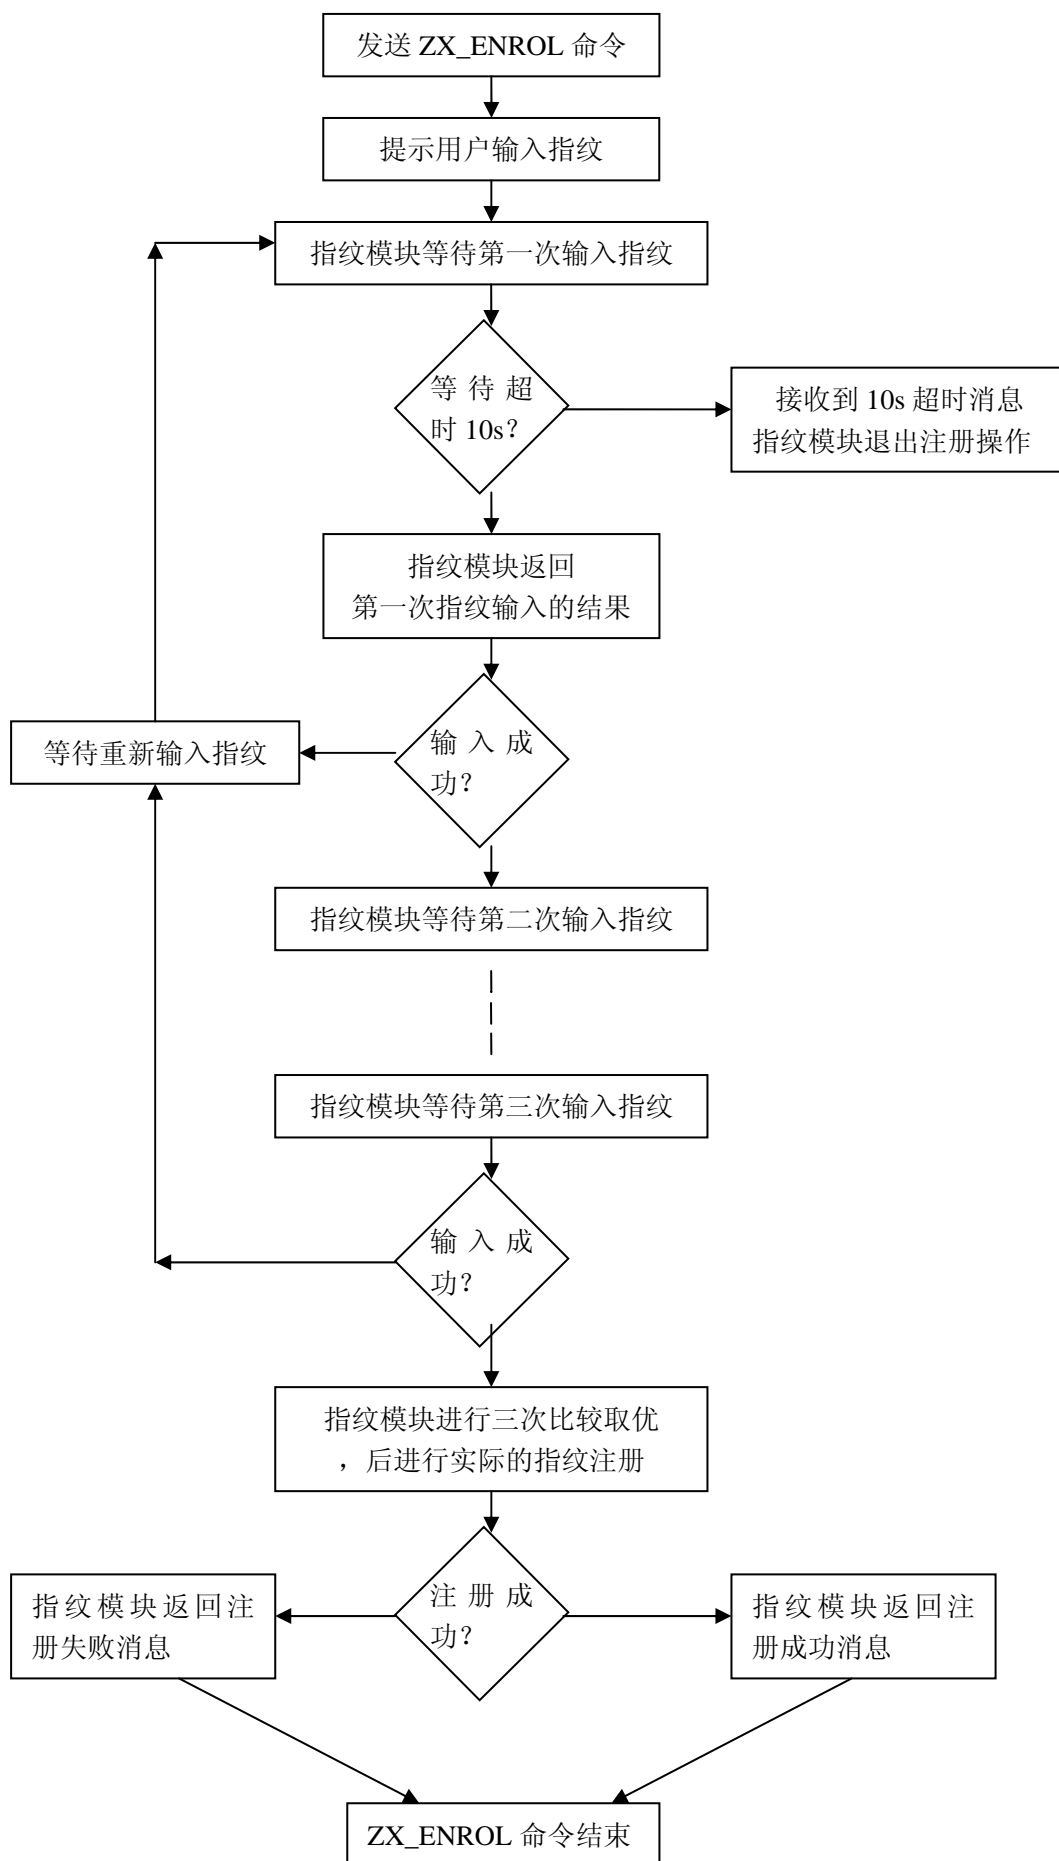 发送 ZX_ENROL 命令
提示用户输入指纹
指纹模块等待第一次输入指纹
等待超
时 10s？
接收到 10s 超时消息
指纹模块退出注册操作
指纹模块返回
第一次指纹输入的结果
等待重新输入指纹
输入成
功？
指纹模块等待第二次输入指纹
指纹模块等待第三次输入指纹
输入成
功？
指纹模块进行三次比较取优
，后进行实际的指纹注册
指纹模块返回注
册失败消息
注册成
功？
指纹模块返回注
册成功消息
ZX_ENROL 命令结束